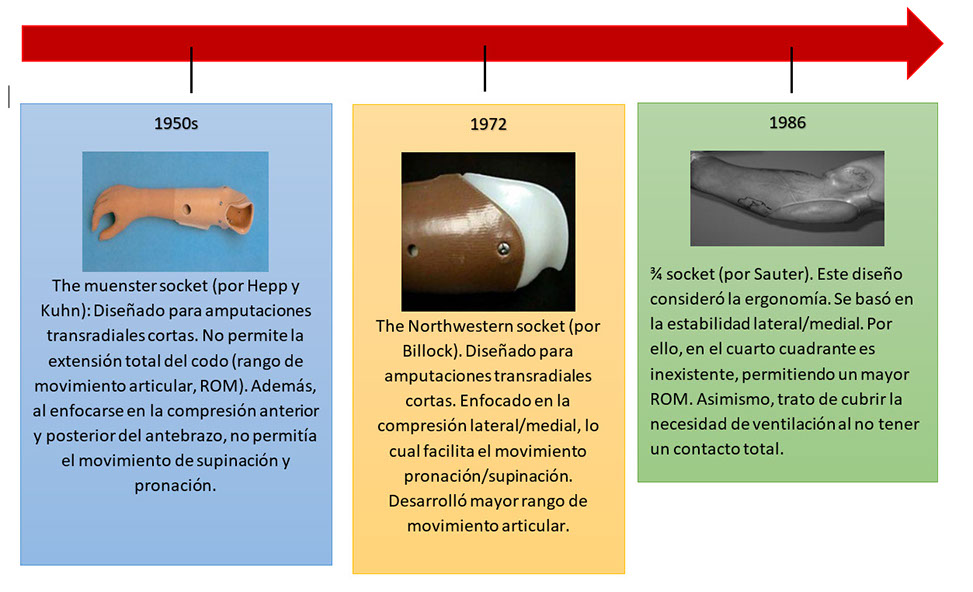 1950s
The muenster socket (por Hepp y
Kuhn): Diseñado para amputaciones
transradiales cortas. No permite la
extensión total del codo (rango de
movimiento articular, ROM). Además,
al enfocarse en la compresión anterior
y posterior del antebrazo, no permitía
el movimiento de supinación y
pronación.
1972
The Northwestern socket (por
Billock). Diseñado para
amputaciones transradiales
cortas. Enfocado en la
compresión lateral/medial, lo
cual facilita el movimiento
pronación/supinación.
Desarrolló mayor rango de
movimiento articular.
1986
¾ socket (por Sauter). Este diseño
consideró la ergonomía. Se basó en
la estabilidad lateral/medial. Por
ello, en el cuarto cuadrante es
inexistente, permitiendo un mayor
ROM. Asimismo, trato de cubrir la
necesidad de ventilación al no tener
un contacto total.